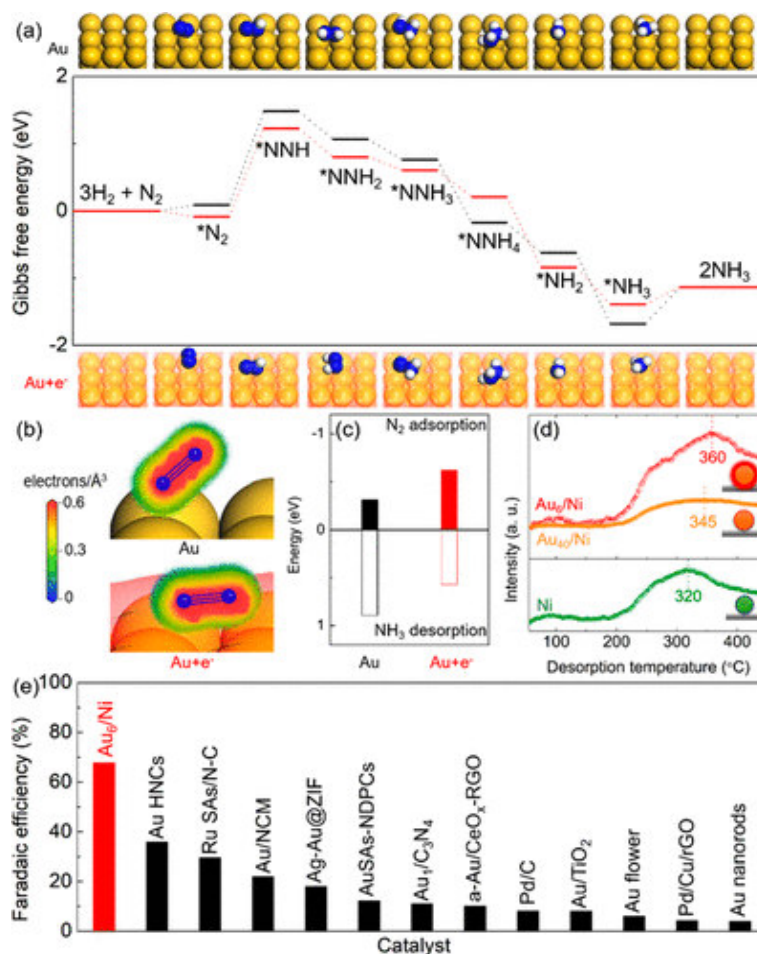 (a)
Au
Gibbs free energy (eV)
2
0
-2
3H₂ + N₂
*N₂
*NNH
*NNH₂
*NNH₃
*NNH₄
*NH₂
*NH₃
2NH₃
Au+e⁻
(b)
electrons/Å³
0.6
0.3
0
Au
Au+e⁻
(c)
N₂ adsorption
Energy (eV)
-1
0
1
NH₃ desorption
Au
Au+e⁻
(d)
Intensity (a. u.)
360
Au₆/Ni
345
Au₄₀/Ni
Ni
320
100 200 300 400
Desorption temperature (°C)
(e)
Faradaic efficiency (%)
100
80
60
40
20
0
Au₆/Ni
Au HNCs
Ru SAs/N-C
Au/NCM
Ag-Au@ZIF
AuSAs-NDPCs
Au₁/C₃N₄
a-Au/CeOₓ-RGO
Pd/C
Au/TiO₂
Au flower
Pd/Cu/rGO
Au nanorods
Catalyst